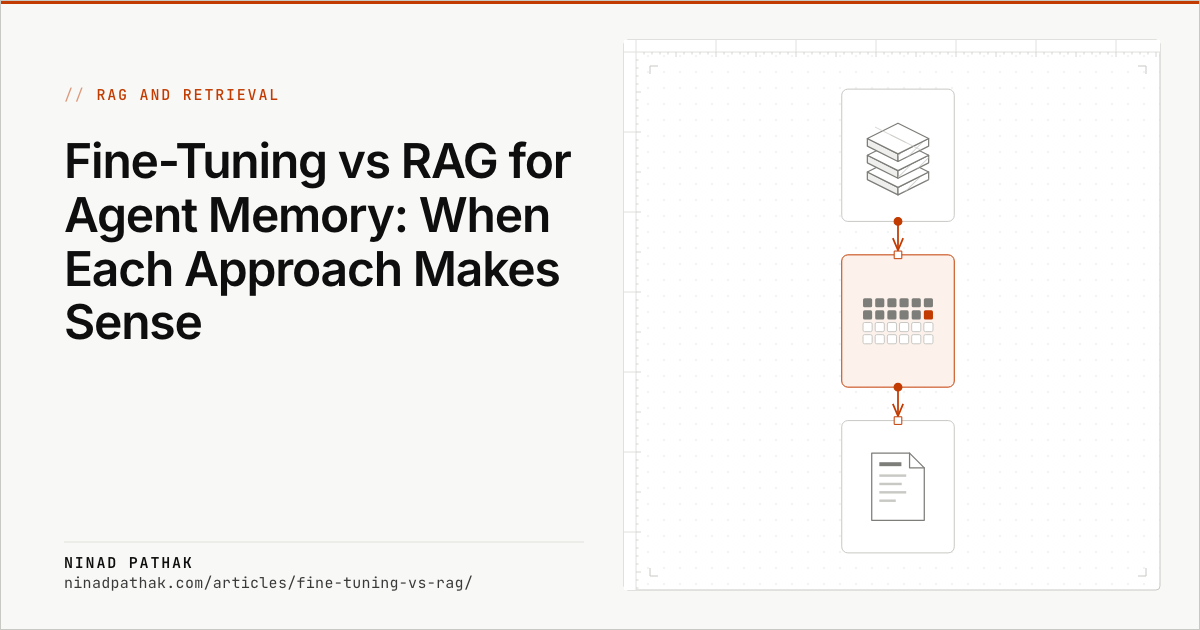 // RAG AND RETRIEVAL
Fine-Tuning vs RAG for
Agent Memory: When
Each Approach Makes
Sense
NINAD PATHAK
ninadpathak.com/articles/fine-tuning-vs-rag/